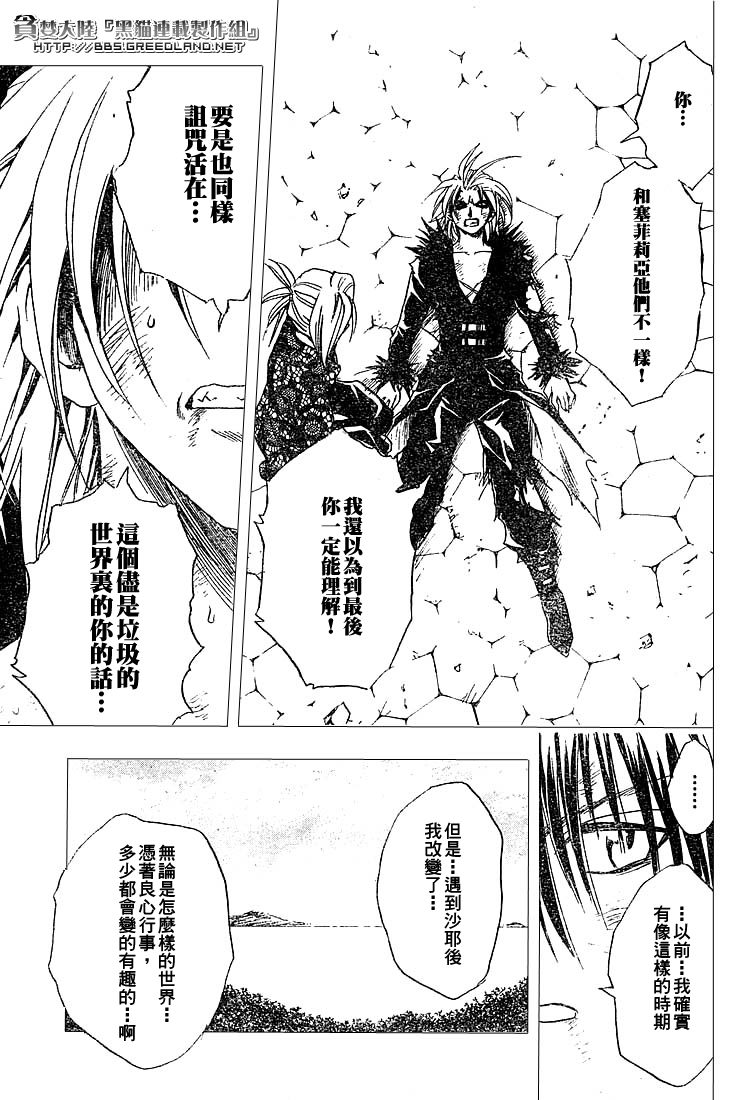 貪婪大陸『黑貓連載製作組』
HTTP://BBS.GREEDLAND.NET
你…
和塞菲莉亞他們不一樣！
我還以為到最後
你一定能理解！
要是也同樣
詛咒活在…
這個儘是垃圾的
世界裏的你的話…
……
…以前…我確實
有像這樣的時期
但是…遇到沙耶後
我改變了…
無論是怎麼樣的世界…
憑著良心行事，
多少都會變的有趣的…啊